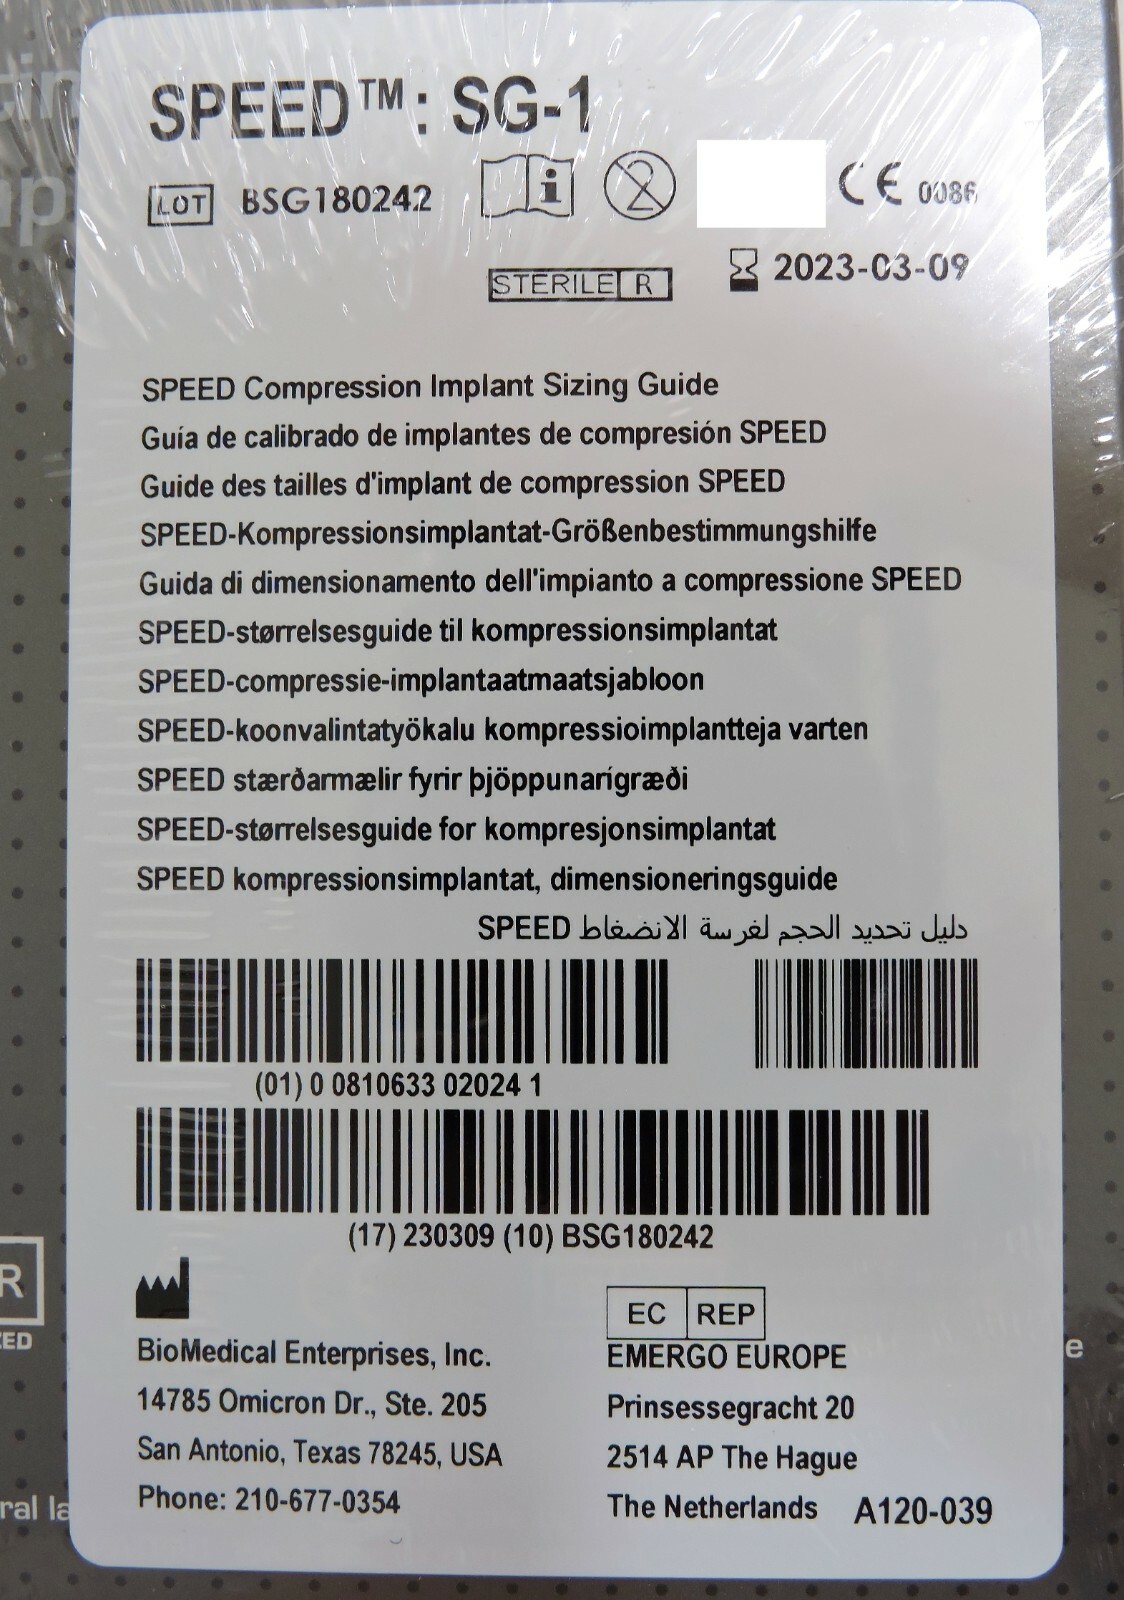 SPEED™: SG-1
LOT BSG180242
CE 0086
2023-03-09
STERILE R
SPEED Compression Implant Sizing Guide
Guía de calibrado de implantes de compresión SPEED
Guide des tailles d'implant de compression SPEED
SPEED-Kompressionsimplantat-Größenbestimmungshilfe
Guida di dimensionamento dell'impianto a compressione SPEED
SPEED-størrelsesguide til kompressionsimplantat
SPEED-compressie-implantaatmaatsjabloon
SPEED-koonvalintatyökalu kompressioimplantteja varten
SPEED stærðarmælir fyrir þjöppunarígræði
SPEED-størrelsesguide for kompresjonsimplantat
SPEED kompressionsimplantat, dimensioneringsguide
دليل تحديد الحجم لغرسة الانضغاط SPEED
(01) 0 0810633 02024 1
(17) 230309 (10) BSG180242
BioMedical Enterprises, Inc.
14785 Omicron Dr., Ste. 205
San Antonio, Texas 78245, USA
Phone: 210-677-0354
EC REP
EMERGO EUROPE
Prinsessegracht 20
2514 AP The Hague
The Netherlands A120-039
R